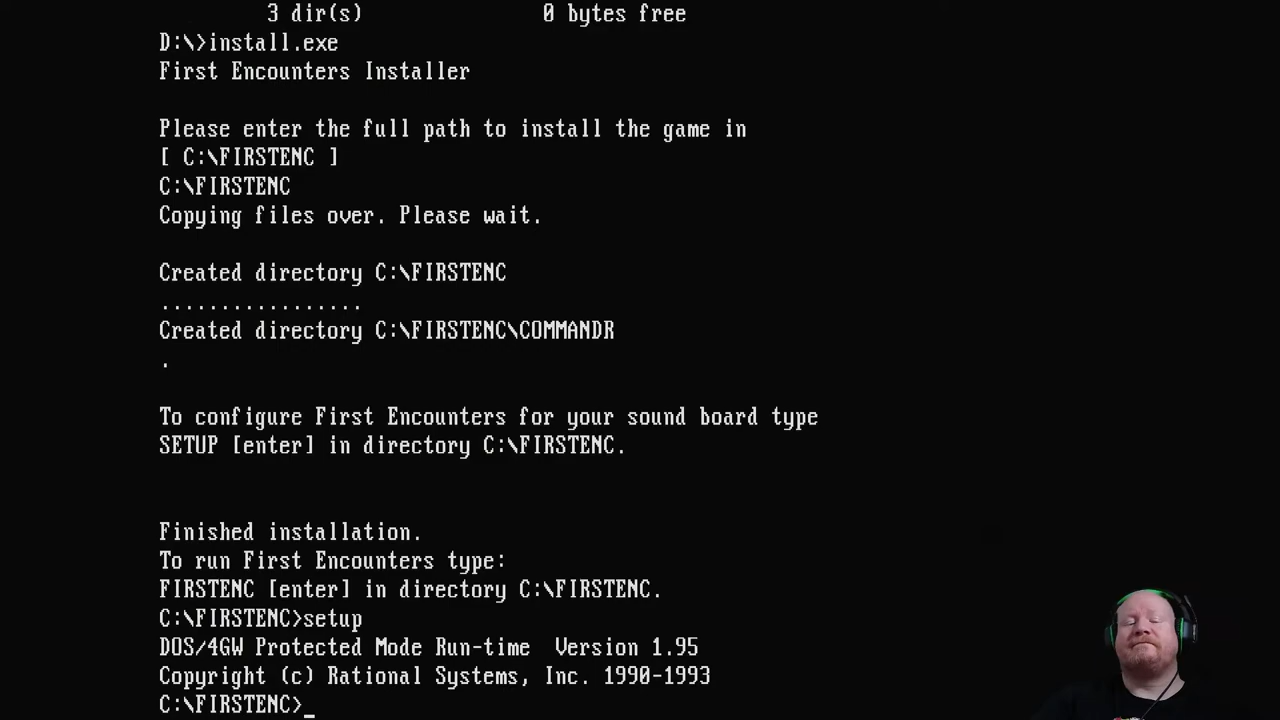 3 dir(s) 0 bytes free
D:\>install.exe
First Encounters Installer
Please enter the full path to install the game in
[ C:\FIRSTENC ]
C:\FIRSTENC
Copying files over. Please wait.
Created directory C:\FIRSTENC
.................
Created directory C:\FIRSTENC\COMMANDR
.
To configure First Encounters for your sound board type
SETUP [enter] in directory C:\FIRSTENC.
Finished installation.
To run First Encounters type:
FIRSTENC [enter] in directory C:\FIRSTENC.
C:\FIRSTENC>setup
DOS/4GW Protected Mode Run-time  Version 1.95
Copyright (c) Rational Systems, Inc. 1990-1993
C:\FIRSTENC>_